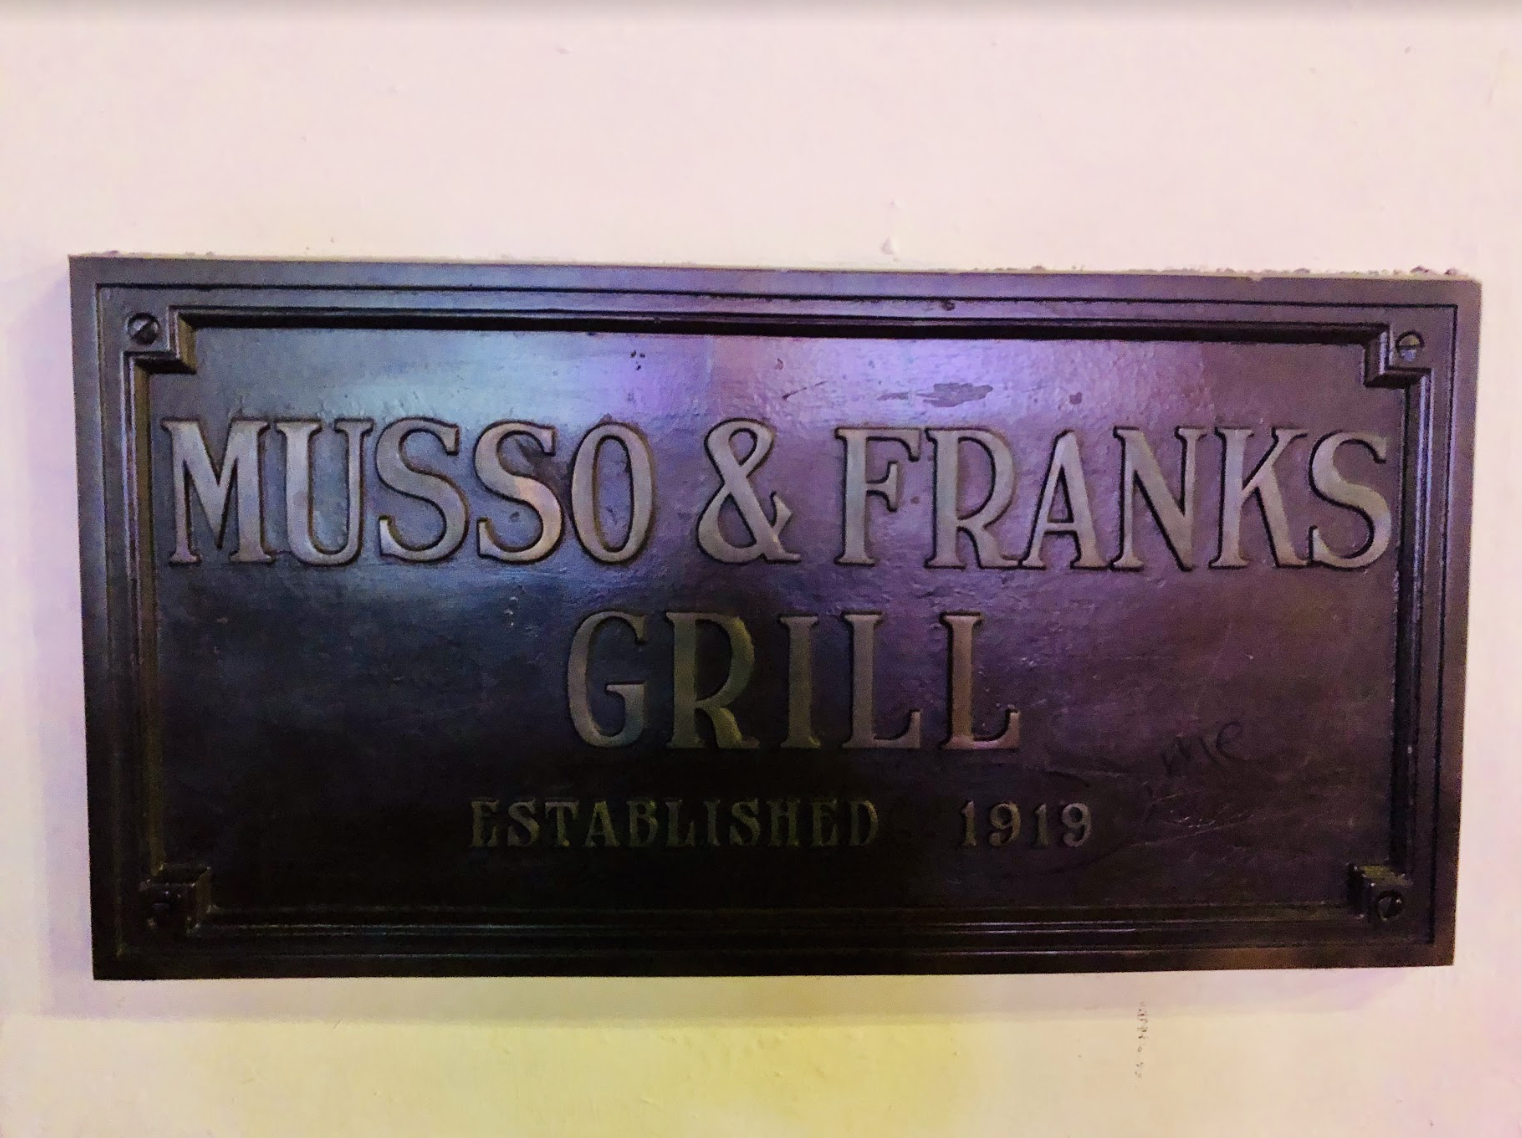 MUSSO & FRANKS
GRILL
ESTABLISHED 1919